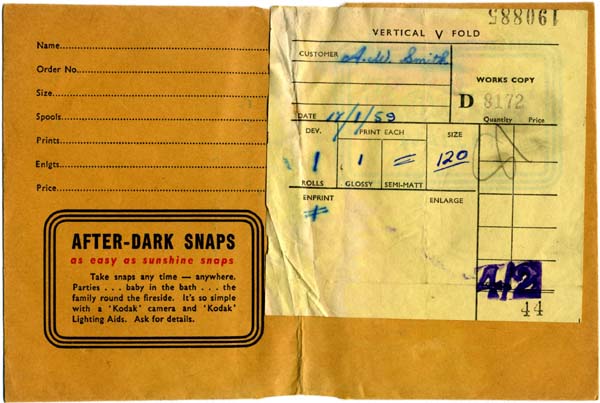 Name
Order No.
Size
Spools
Prints
Enlgts
Price
AFTER-DARK SNAPS
as easy as sunshine snaps
Take snaps any time — anywhere.
Parties . . . baby in the bath . . . the
family round the fireside. It's so simple
with a 'Kodak' camera and 'Kodak'
Lighting Aids. Ask for details.
190885
VERTICAL V FOLD
CUSTOMER A.W. Smith
WORKS COPY
D 8172
DATE 17/1/59
Quantity Price
DEV. PRINT EACH SIZE
1 1 = 120
ROLLS GLOSSY SEMI-MATT
ENPRINT ENLARGE
#
4/2
44